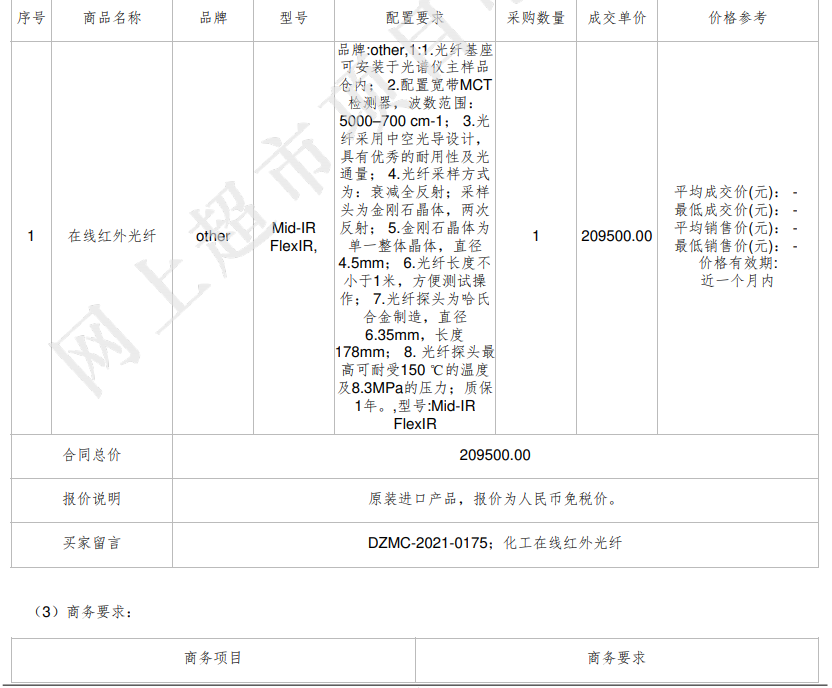 序号 商品名称 品牌 型号 配置要求 采购数量 成交单价 价格参考
1 在线红外光纤 other Mid-IR
FlexIR,
品牌:other,1:1.光纤基座
可安装于光谱仪主样品
仓内； 2.配置宽带MCT
检测器，波数范围：
5000–700 cm-1； 3.光
纤采用中空光导设计，
具有优秀的耐用性及光
通量； 4.光纤采样方式
为：衰减全反射；采样
头为金刚石晶体，两次
反射； 5.金刚石晶体为
单一整体晶体，直径
4.5mm； 6.光纤长度不
小于1米，方便测试操
作； 7.光纤探头为哈氏
合金制造，直径
6.35mm，长度
178mm； 8. 光纤探头最
高可耐受150 ℃的温度
及8.3MPa的压力；质保
1年。,型号:Mid-IR
FlexIR
1 209500.00
平均成交价(元)： -
最低成交价(元)： -
平均销售价(元)： -
最低销售价(元)： -
价格有效期:
近一个月内
合同总价 209500.00
报价说明 原装进口产品，报价为人民币免税价。
买家留言 DZMC-2021-0175；化工在线红外光纤
（3）商务要求：
商务项目 商务要求
网上超市项目